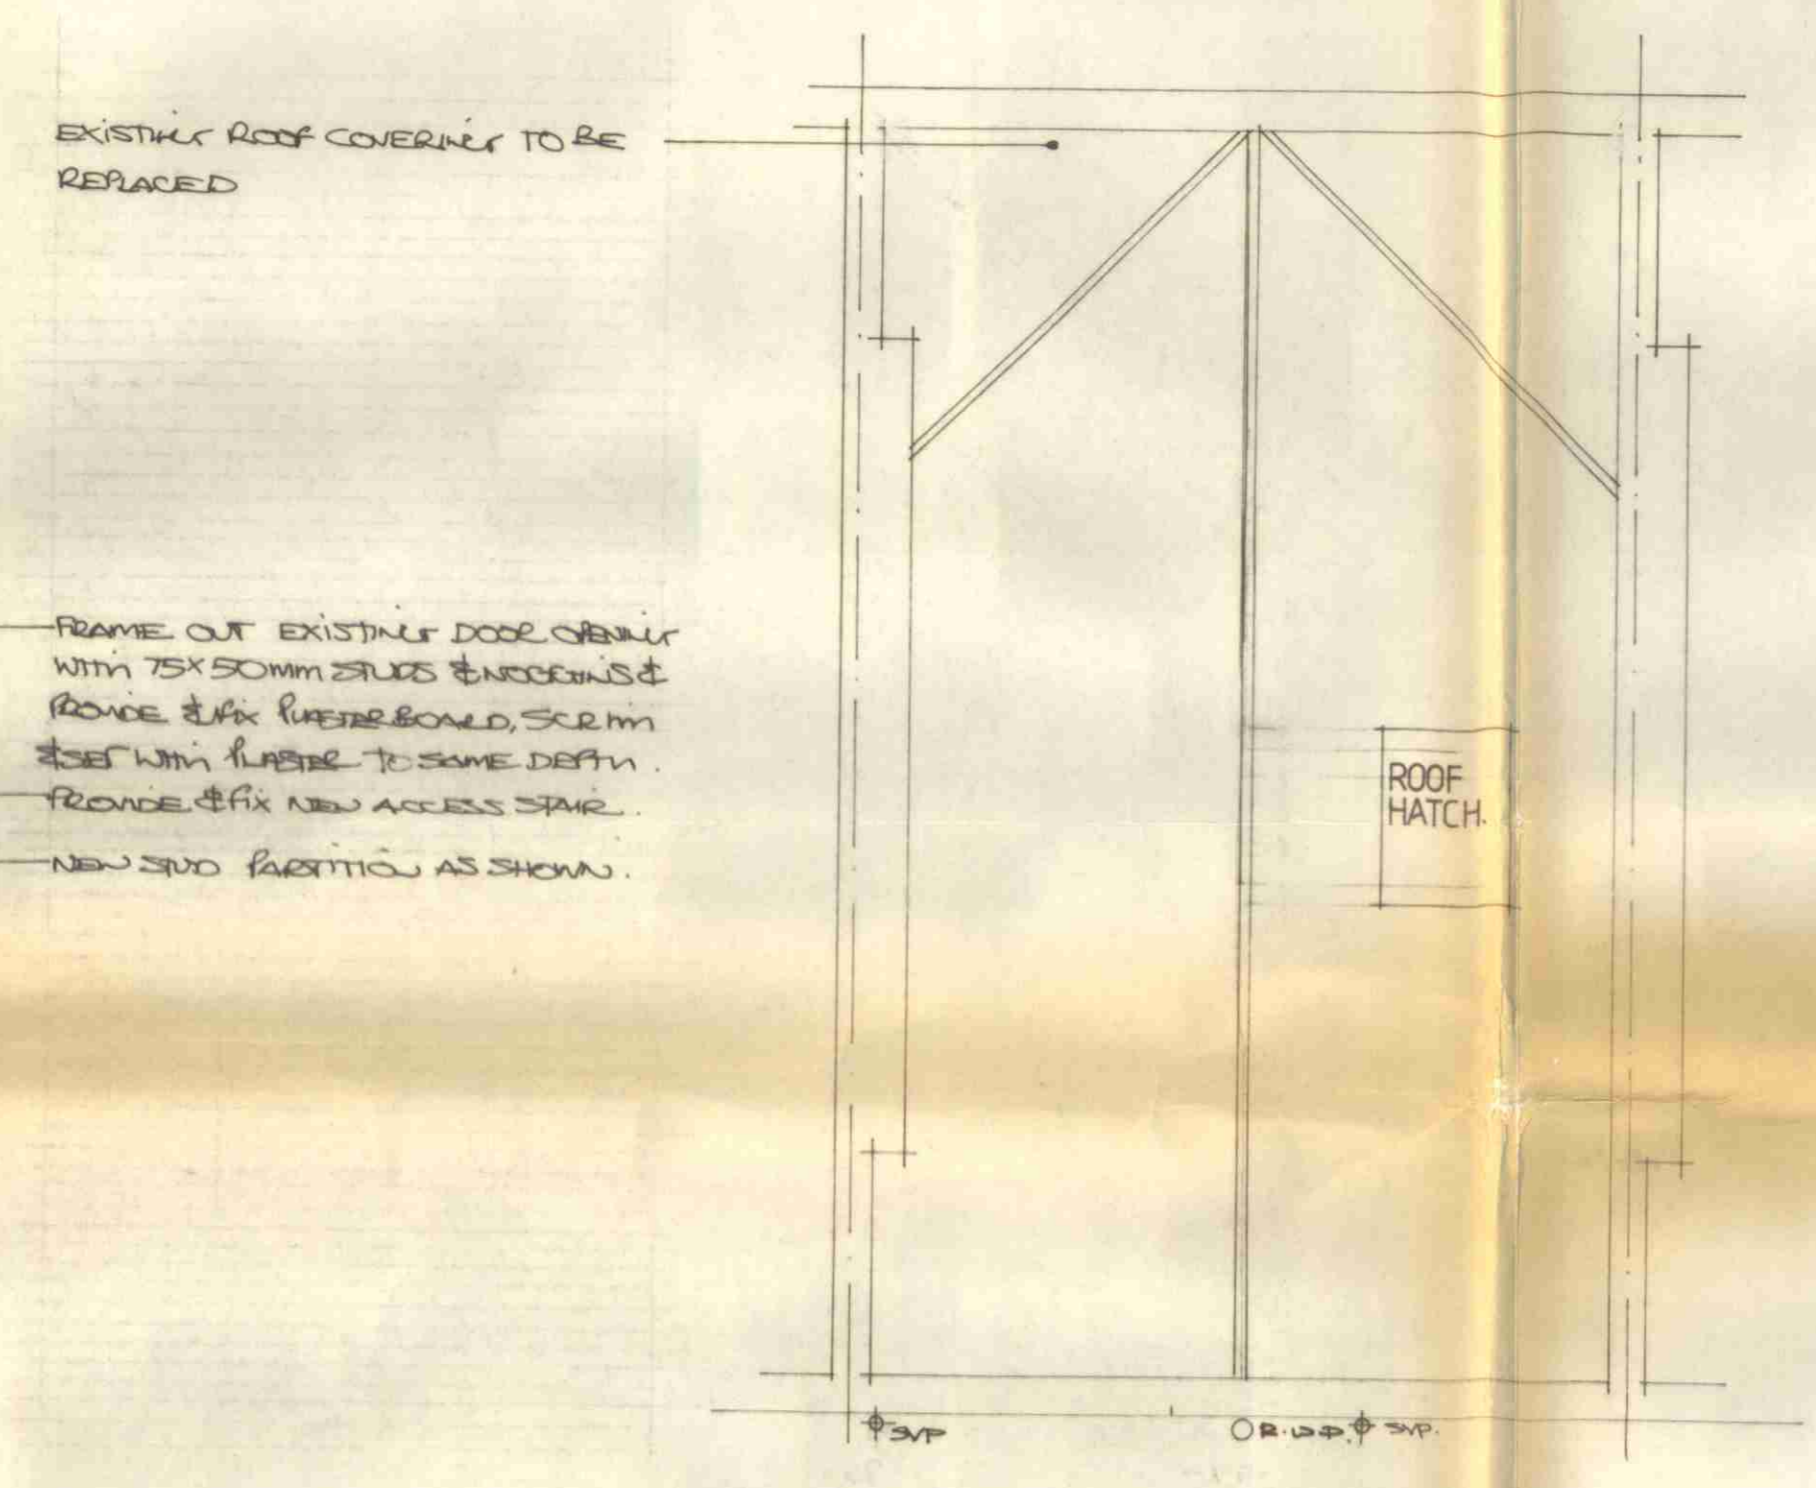 EXISTING ROOF COVERING TO BE
REPLACED
FRAME OUT EXISTING DOOR OPENING
WITH 75X50mm STUDS & NOGGINS &
PROVIDE & FIX PLASTERBOARD, SCRIM
& SET WITH PLASTER TO SAME DEPTH.
PROVIDE & FIX NEW ACCESS STAIR.
NEW STUD PARTITION AS SHOWN.
ROOF
HATCH.
SVP
R.W.P.
SVP.